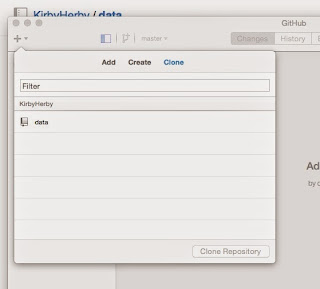 KirbyHerby / data
GitHub
master
Changes
History
Add
Create
Clone
Filter
KirbyHerby
data
Ad
by d
Clone Repository